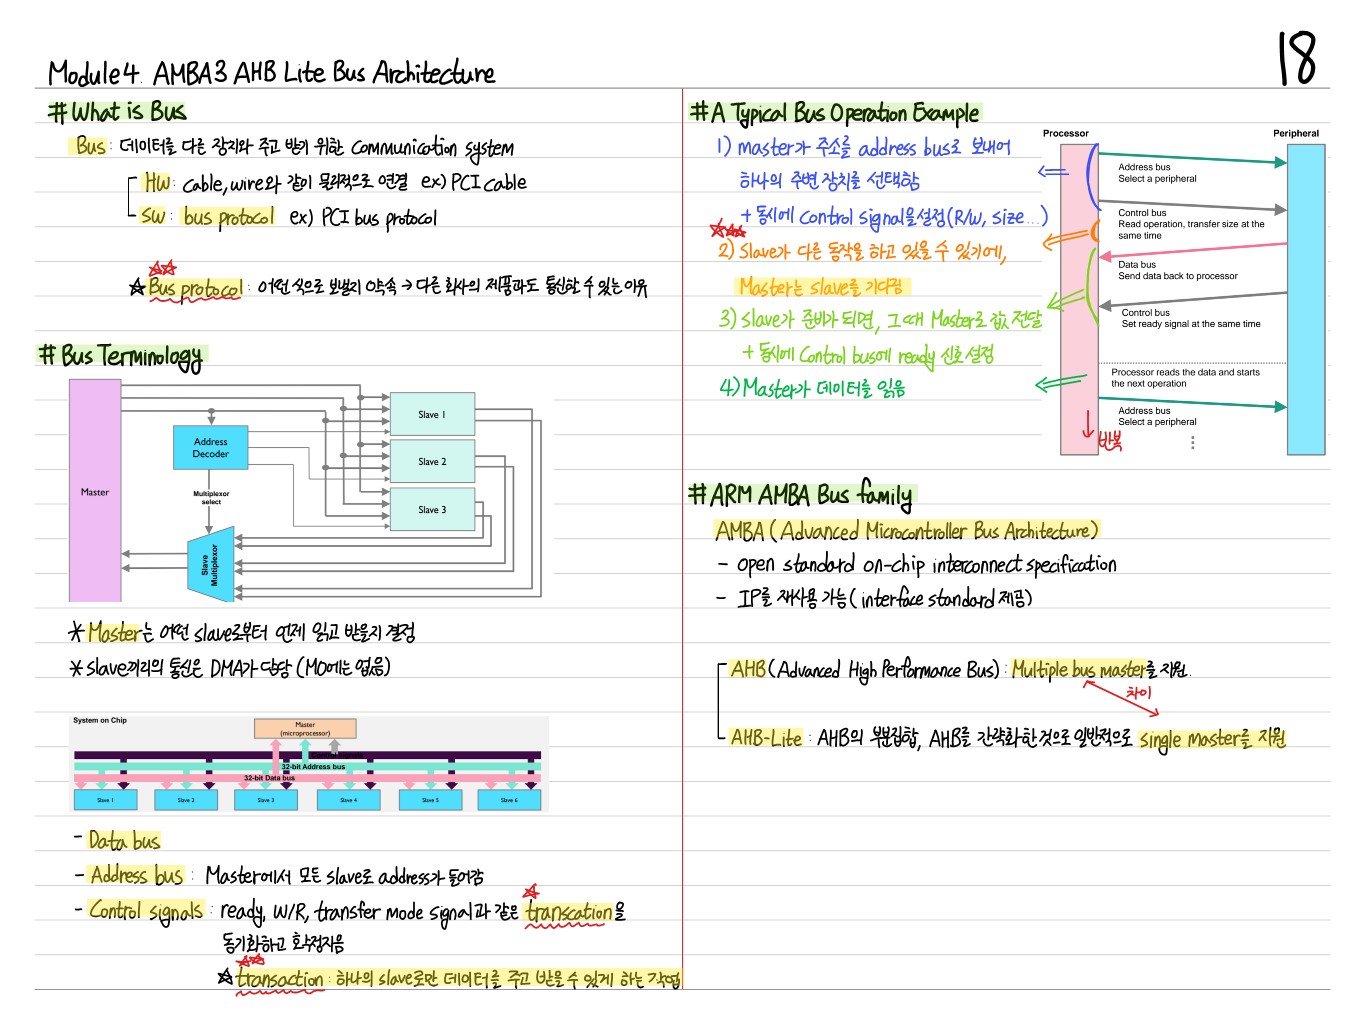 18
Module 4. AMBA3 AHB Lite Bus Architecture
# What is Bus
Bus : 데이터를 다른 장치와 주고 받기 위한 Communication system
HW : cable, wire와 같이 물리적으로 연결 ex) PCI cable
SW : bus protocol ex) PCI bus protocol
☆ Bus protocol : 어떤 식으로 보낼지 약속 → 다른 회사의 제품과도 통신할 수 있는 이유
# Bus Terminology
Master
Address Decoder
Multiplexor select
Slave Multiplexor
Slave 1
Slave 2
Slave 3
* Master는 어떤 slave로부터 언제 읽고 받을지 결정
* slave끼리의 통신은 DMA가 담당 (M0에는 없음)
System on Chip
Master
(microprocessor)
32-bit Address bus
32-bit Data bus
Slave 1
Slave 2
Slave 3
Slave 4
Slave 5
Slave 6
- Data bus
- Address bus : Master에서 모든 slave로 address가 들어감
- Control signals : ready, W/R, transfer mode signal과 같은 transcation을
동기화하고 확정지음
☆ transaction : 하나의 slave로만 데이터를 주고 받을 수 있게 하는 작업
# A Typical Bus Operation Example
1) master가 주소를 address bus로 보내어
하나의 주변 장치를 선택함
+ 동시에 Control signal을 설정(R/W, size...)
2) Slave가 다른 동작을 하고 있을 수 있기에,
Master는 slave를 기다림
3) Slave가 준비가 되면, 그때 Master로 값 전달
+ 동시에 Control bus에 ready 신호 설정
4) Master가 데이터를 읽음
Processor
Peripheral
Address bus
Select a peripheral
Control bus
Read operation, transfer size at the
same time
Data bus
Send data back to processor
Control bus
Set ready signal at the same time
Processor reads the data and starts
the next operation
Address bus
Select a peripheral
반복
# ARM AMBA Bus family
AMBA ( Advanced Microcontroller Bus Architecture)
- open standard on-chip interconnect specification
- IP를 재사용 가능( interface standard 제공)
AHB (Advanced High Performance Bus) : Multiple bus master를 지원.
차이
AHB-Lite : AHB의 부분집합, AHB를 간략화한 것으로 일반적으로 single master를 지원